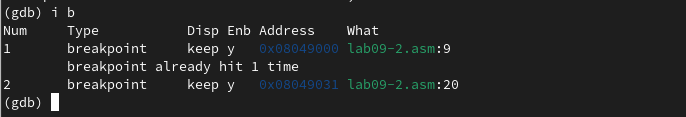 (gdb) i b
Num     Type           Disp Enb Address    What
1       breakpoint     keep y   0x08049000 lab09-2.asm:9
        breakpoint already hit 1 time
2       breakpoint     keep y   0x08049031 lab09-2.asm:20
(gdb)